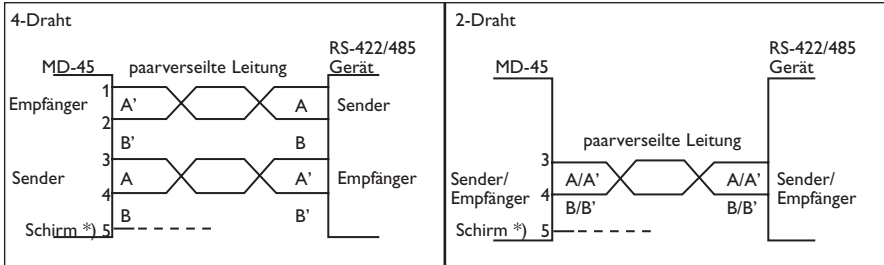 4-Draht
MD-45 paarverseilte Leitung RS-422/485 Gerät
Empfänger 1 A' A Sender
2 B' B
3
Sender A A' Empfänger
4 B B'
Schirm *) 5
2-Draht
MD-45 RS-422/485 Gerät
paarverseilte Leitung
3
Sender/ A/A' A/A' Sender/
Empfänger 4 B/B' B/B' Empfänger
Schirm *) 5